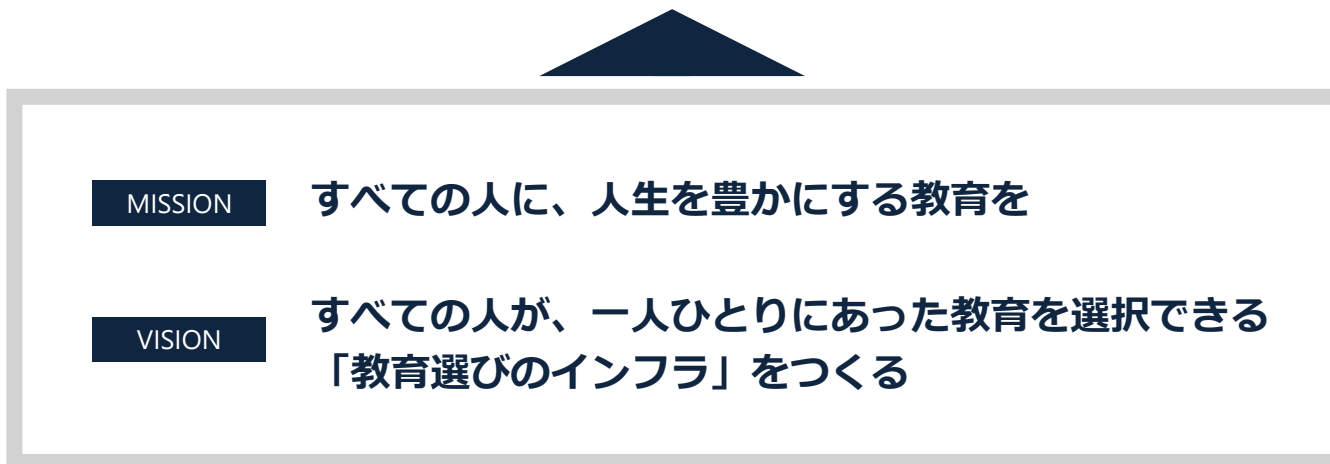 MISSION
すべての人に、人生を豊かにする教育を
VISION
すべての人が、一人ひとりにあった教育を選択できる
「教育選びのインフラ」をつくる